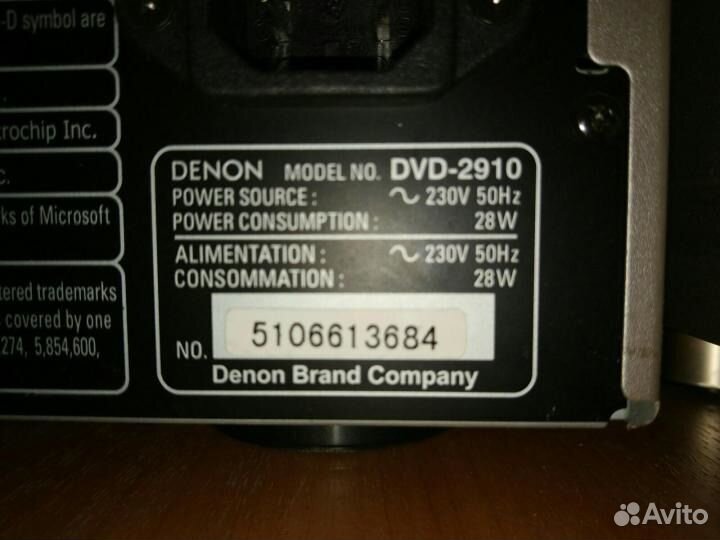 -D symbol are
trochip Inc.
C.
ks of Microsoft
tered trademarks
s covered by one
274, 5,854,600,
DENON MODEL NO. DVD-2910
POWER SOURCE : ~ 230V 50Hz
POWER CONSUMPTION : 28W
ALIMENTATION : ~ 230V 50Hz
CONSOMMATION : 28W
NO. 5106613684
Denon Brand Company
Avito